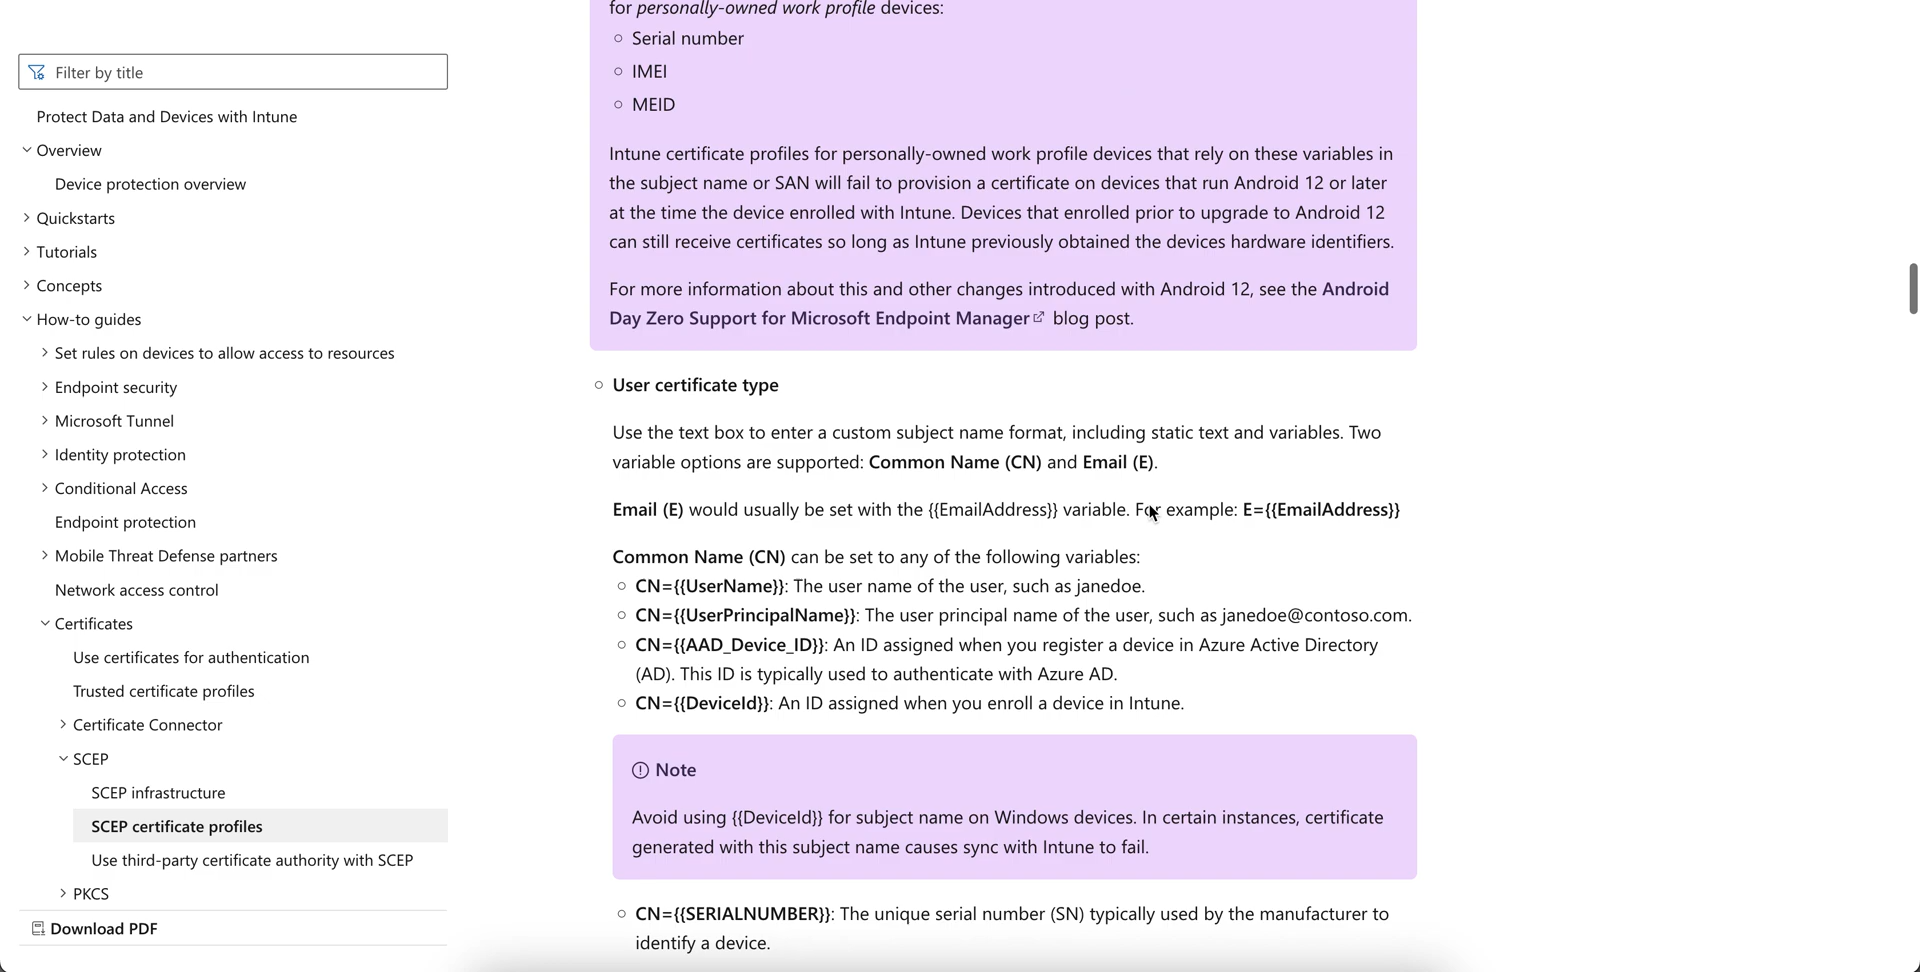 Filter by title
Protect Data and Devices with Intune
Overview
Device protection overview
Quickstarts
Tutorials
Concepts
How-to guides
Set rules on devices to allow access to resources
Endpoint security
Microsoft Tunnel
Identity protection
Conditional Access
Endpoint protection
Mobile Threat Defense partners
Network access control
Certificates
Use certificates for authentication
Trusted certificate profiles
Certificate Connector
SCEP
SCEP infrastructure
SCEP certificate profiles
Use third-party certificate authority with SCEP
PKCS
Download PDF
for personally-owned work profile devices:
Serial number
IMEI
MEID
Intune certificate profiles for personally-owned work profile devices that rely on these variables in
the subject name or SAN will fail to provision a certificate on devices that run Android 12 or later
at the time the device enrolled with Intune. Devices that enrolled prior to upgrade to Android 12
can still receive certificates so long as Intune previously obtained the devices hardware identifiers.
For more information about this and other changes introduced with Android 12, see the Android
Day Zero Support for Microsoft Endpoint Manager blog post.
User certificate type
Use the text box to enter a custom subject name format, including static text and variables. Two
variable options are supported: Common Name (CN) and Email (E).
Email (E) would usually be set with the {{EmailAddress}} variable. For example: E={{EmailAddress}}
Common Name (CN) can be set to any of the following variables:
CN={{UserName}}: The user name of the user, such as janedoe.
CN={{UserPrincipalName}}: The user principal name of the user, such as janedoe@contoso.com.
CN={{AAD_Device_ID}}: An ID assigned when you register a device in Azure Active Directory
(AD). This ID is typically used to authenticate with Azure AD.
CN={{DeviceId}}: An ID assigned when you enroll a device in Intune.
Note
Avoid using {{DeviceId}} for subject name on Windows devices. In certain instances, certificate
generated with this subject name causes sync with Intune to fail.
CN={{SERIALNUMBER}}: The unique serial number (SN) typically used by the manufacturer to
identify a device.